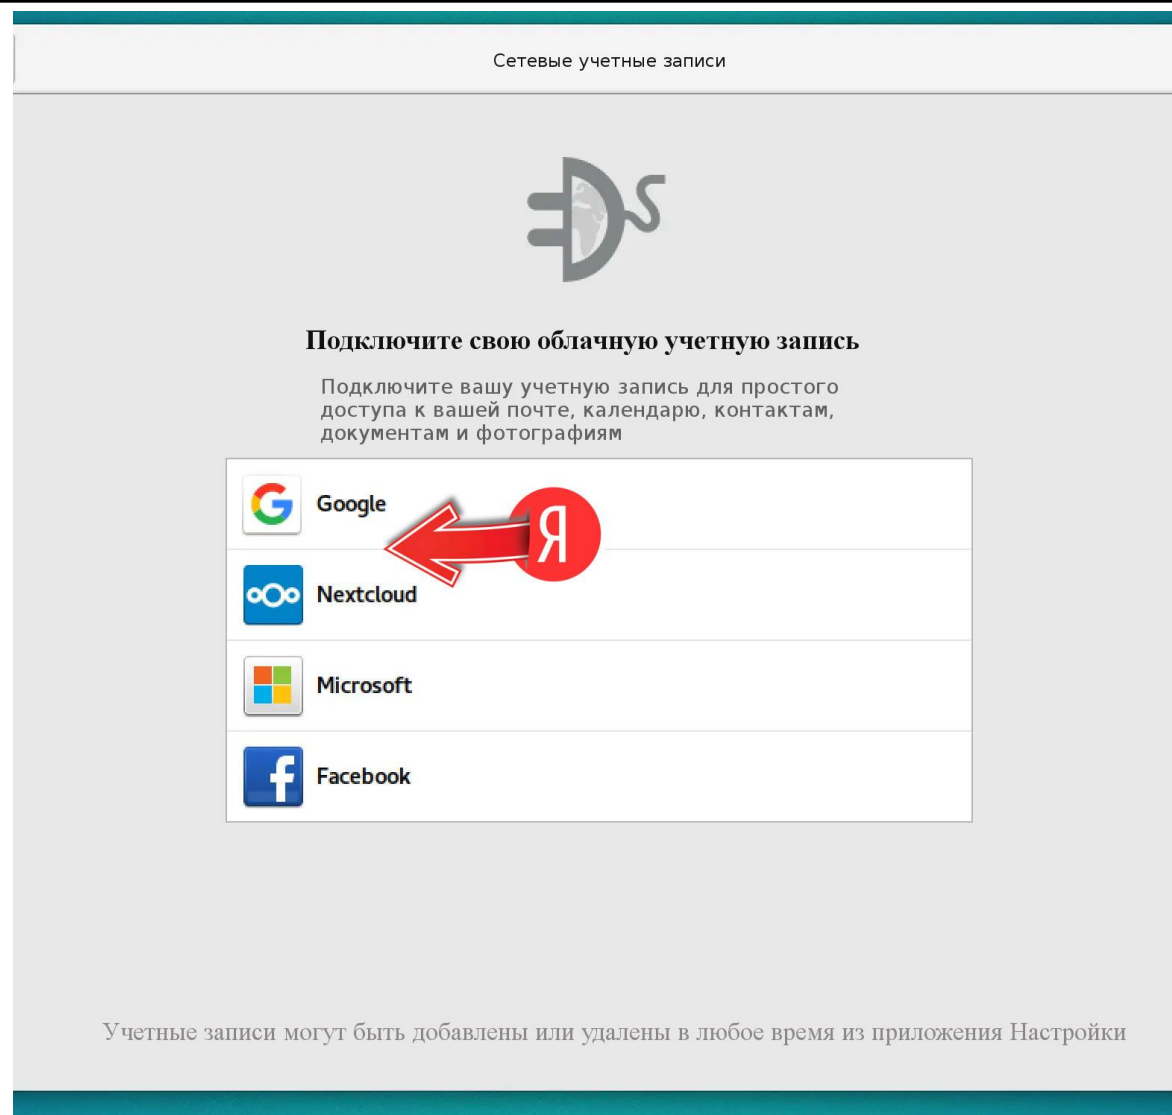 Сетевые учетные записи
Подключите свою облачную учетную запись
Подключите вашу учетную запись для простого
доступа к вашей почте, календарю, контактам,
документам и фотографиям
Google
Я
Nextcloud
Microsoft
Facebook
Учетные записи могут быть добавлены или удалены в любое время из приложения Настройки